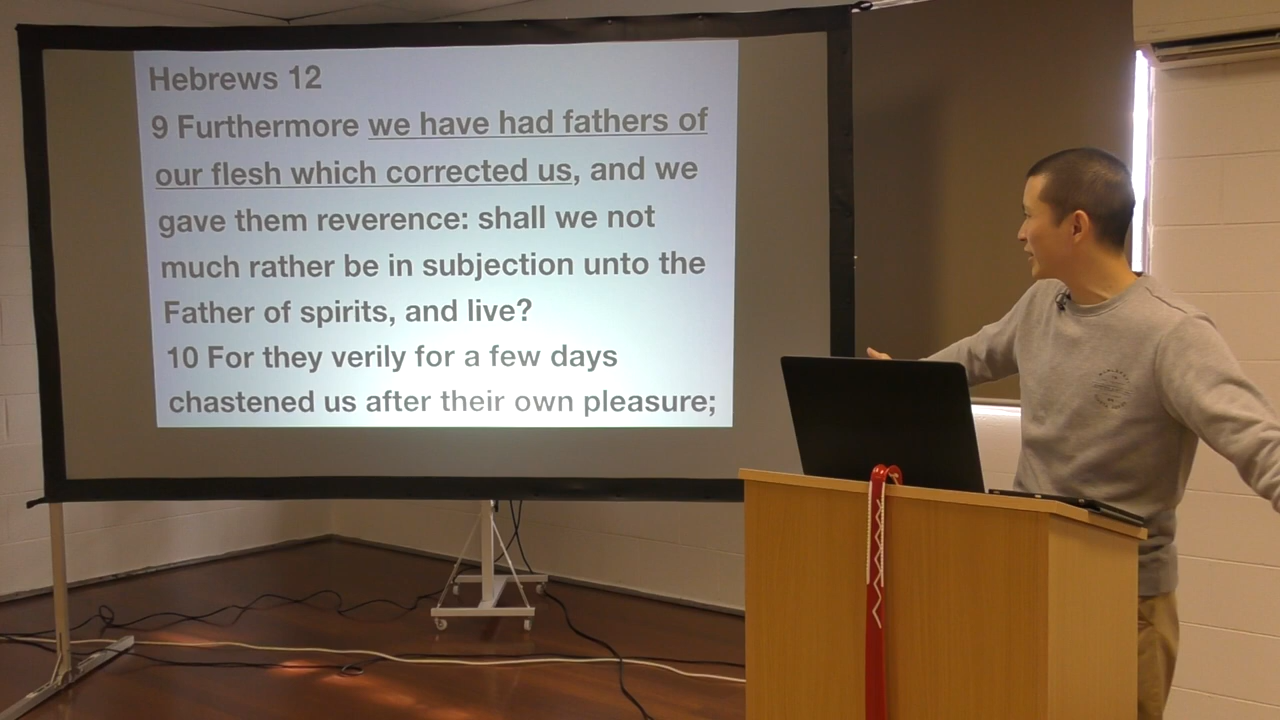 Hebrews 12
9 Furthermore we have had fathers of
our flesh which corrected us, and we
gave them reverence: shall we not
much rather be in subjection unto the
Father of spirits, and live?
10 For they verily for a few days
chastened us after their own pleasure;